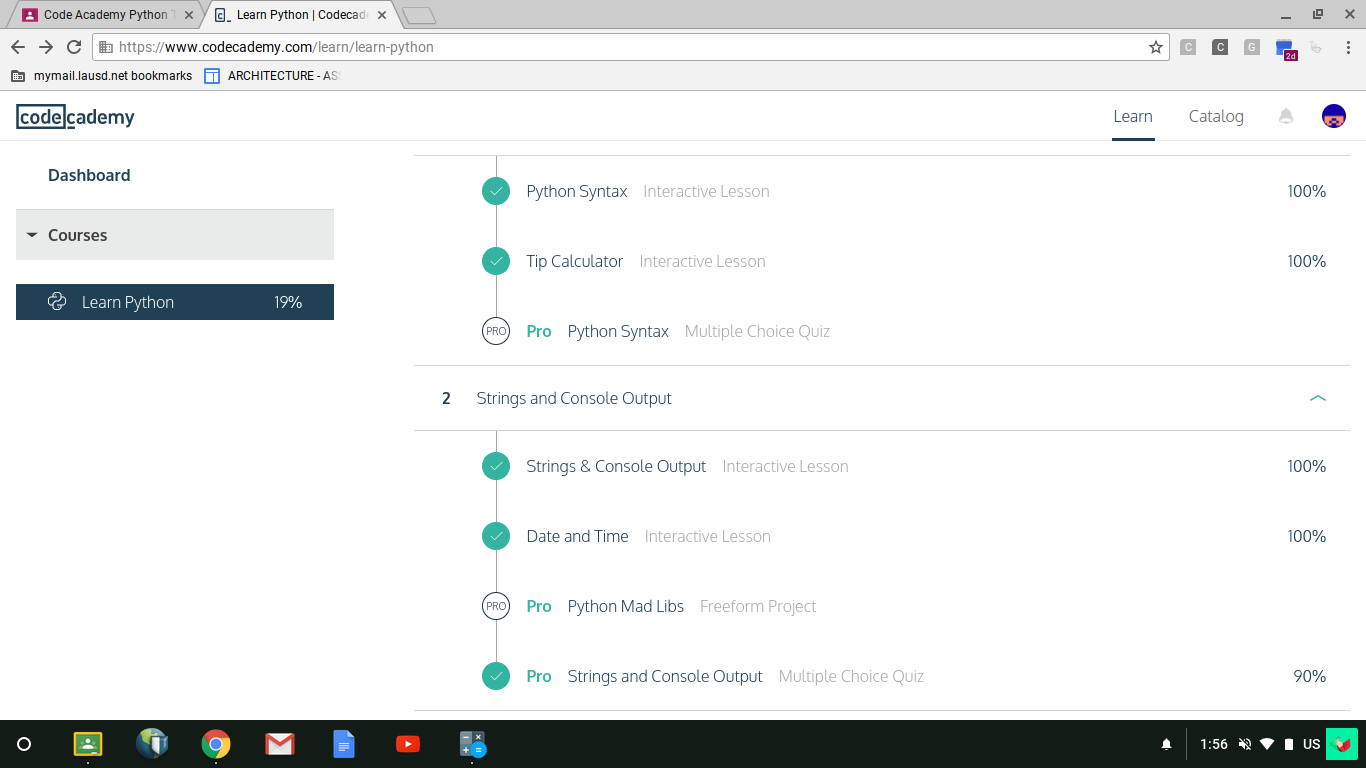 Code Academy Python T
Learn Python | Codecade
https://www.codecademy.com/learn/learn-python
C
C
G
2d
mymail.lausd.net bookmarks
ARCHITECTURE - AS
codecademy
Learn
Catalog
Dashboard
Courses
Learn Python 19%
Python Syntax Interactive Lesson 100%
Tip Calculator Interactive Lesson 100%
PRO Pro Python Syntax Multiple Choice Quiz
2 Strings and Console Output
Strings & Console Output Interactive Lesson 100%
Date and Time Interactive Lesson 100%
PRO Pro Python Mad Libs Freeform Project
Pro Strings and Console Output Multiple Choice Quiz 90%
1:56 US